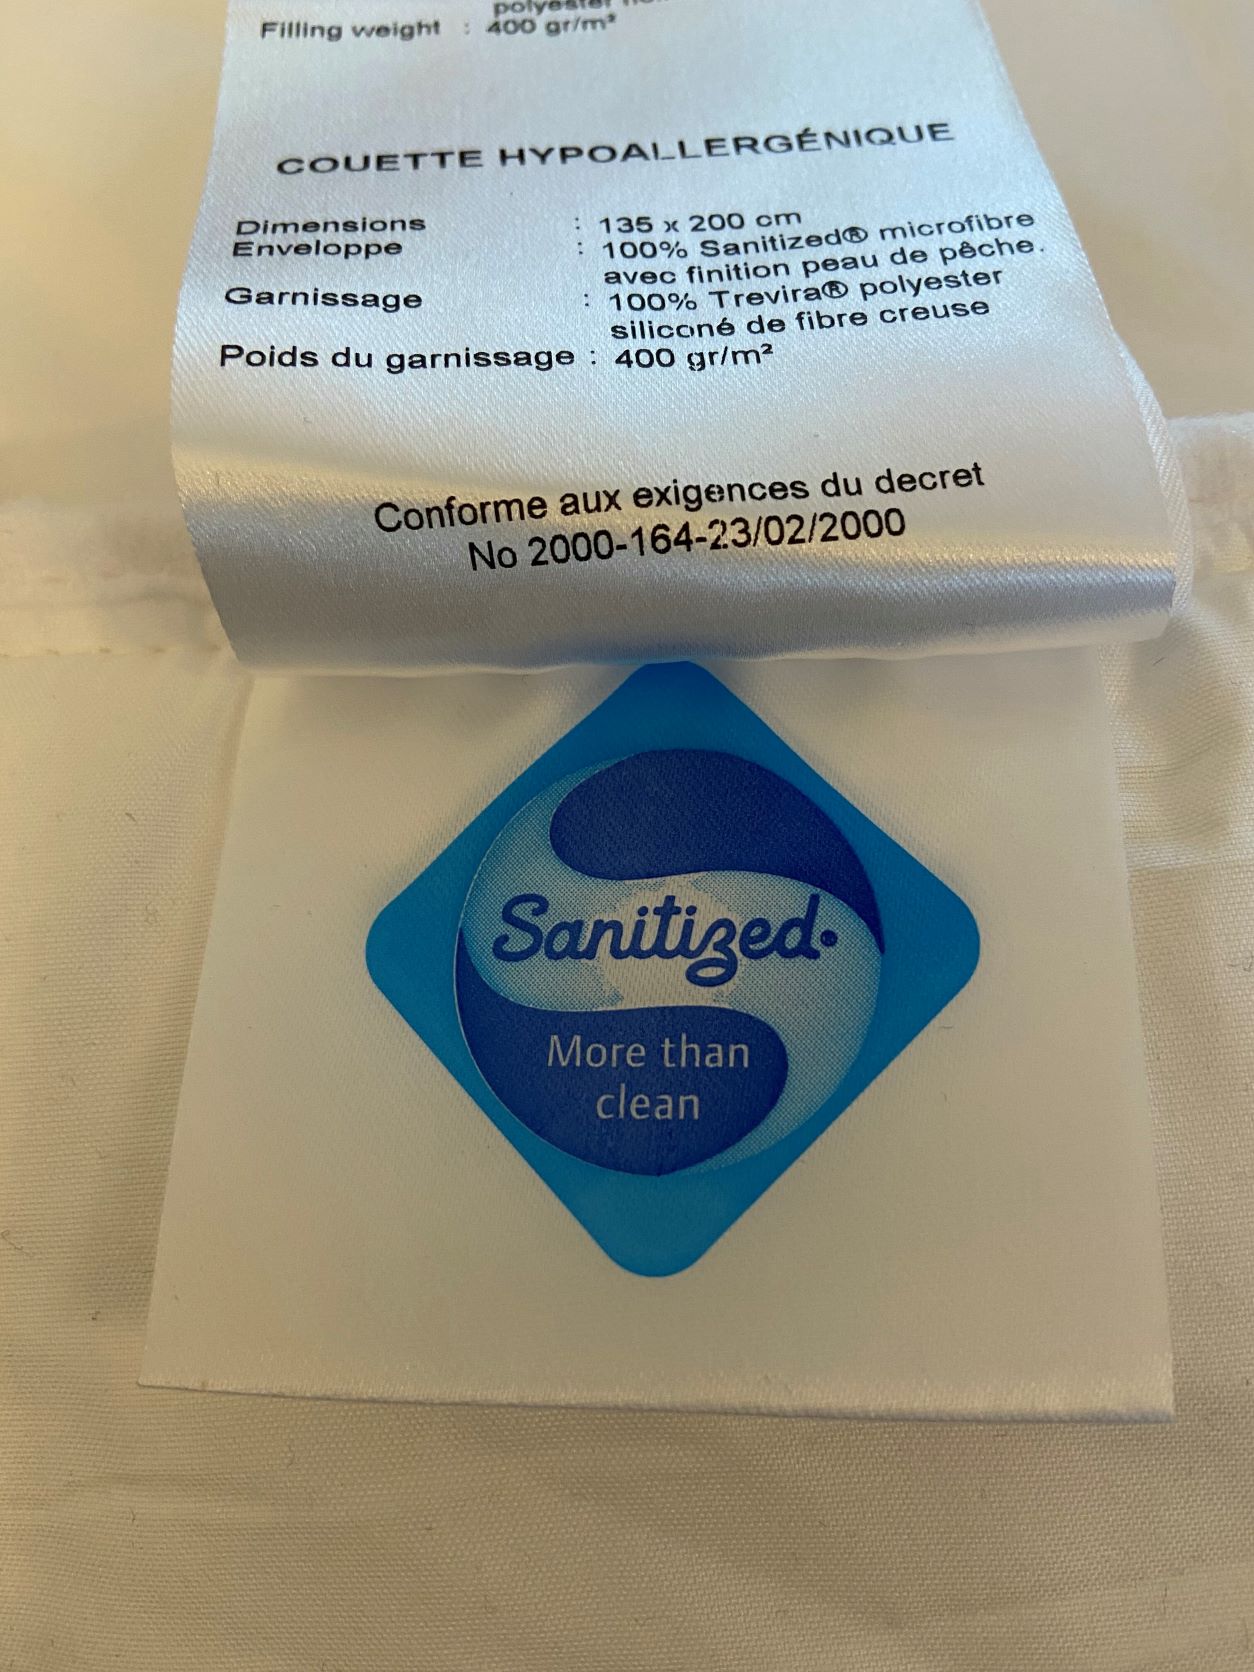 polyester
Filling weight : 400 gr/m²
COUETTE HYPOALLERGÉNIQUE
Dimensions : 135 x 200 cm
Enveloppe : 100% Sanitized® microfibre
avec finition peau de pêche.
Garnissage : 100% Trevira® polyester
siliconé de fibre creuse
Poids du garnissage : 400 gr/m²
Conforme aux exigences du decret
No 2000-164-23/02/2000
Sanitized
More than
clean